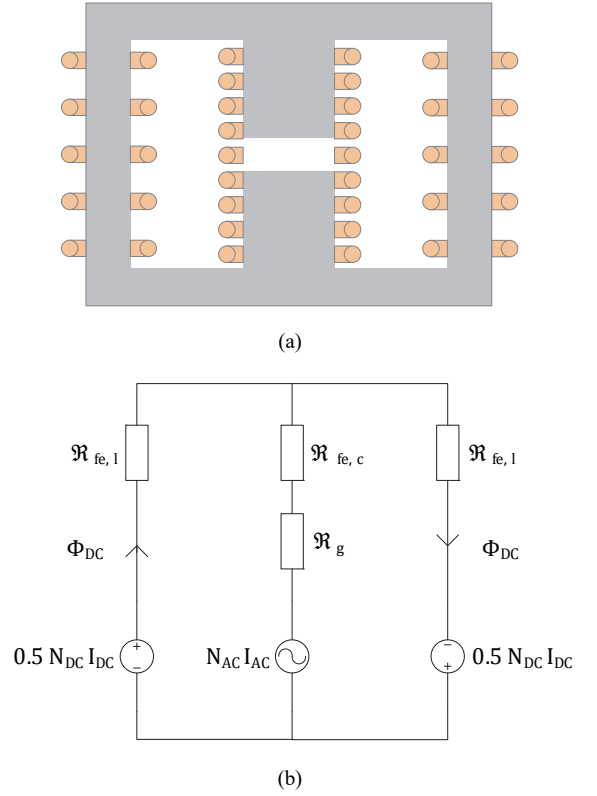 (a)
ℜ fe, l
ℜ fe, c
ℜ fe, l
ℜ g
Φ DC
Φ DC
0.5 N DC I DC
N AC I AC
0.5 N DC I DC
(b)